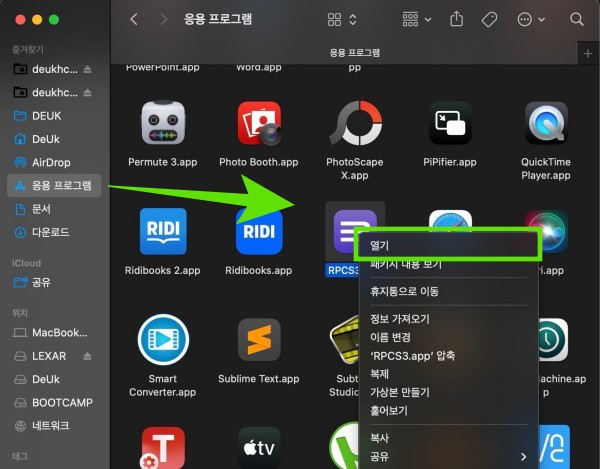 응용 프로그램
즐겨찾기
deukhc...
deukhc...
DEUK
DeUk
AirDrop
응용 프로그램
문서
다운로드
iCloud
공유
위치
MacBook...
LEXAR
DeUk
BOOTCAMP
네트워크
태그
응용 프로그램
PowerPoint.app
Word.app
pp
Permute 3.app
Photo Booth.app
PhotoScape
X.app
PiPifier.app
QuickTime
Player.app
RIDI
RIDI
Ridibooks 2.app
Ridibooks.app
RPCS3
ri.app
열기
패키지 내용 보기
휴지통으로 이동
정보 가져오기
이름 변경
‘RPCS3.app’ 압축
복제
가상본 만들기
훑어보기
복사
공유
Smart
Converter.app
Sublime Text.app
Subt
Studio
Machine.ap
p
T
tv